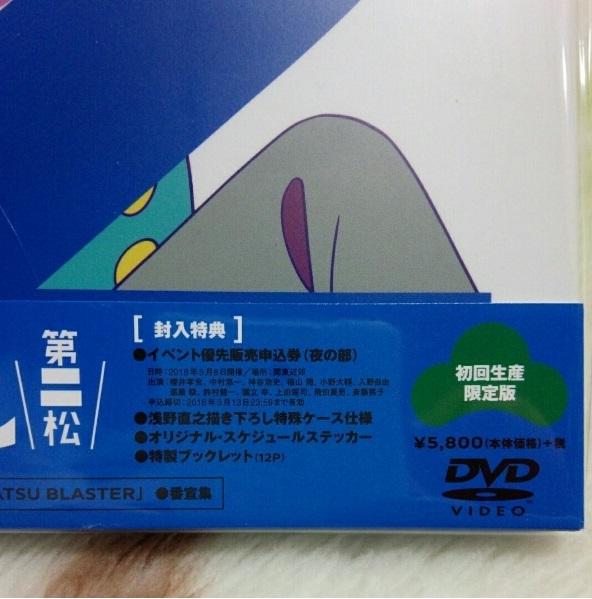 [ 封入特典 ]
●イベント優先販売申込券(夜の部)
●浅野直之描き下ろし特殊ケース仕様
●オリジナル・スケジュールステッカー
●特製ブックレット(12P)
ATSU BLASTER」 ●番宣集
第二松
初回生産
限定版
¥5,800(本体価格)+税
DVD
VIDEO